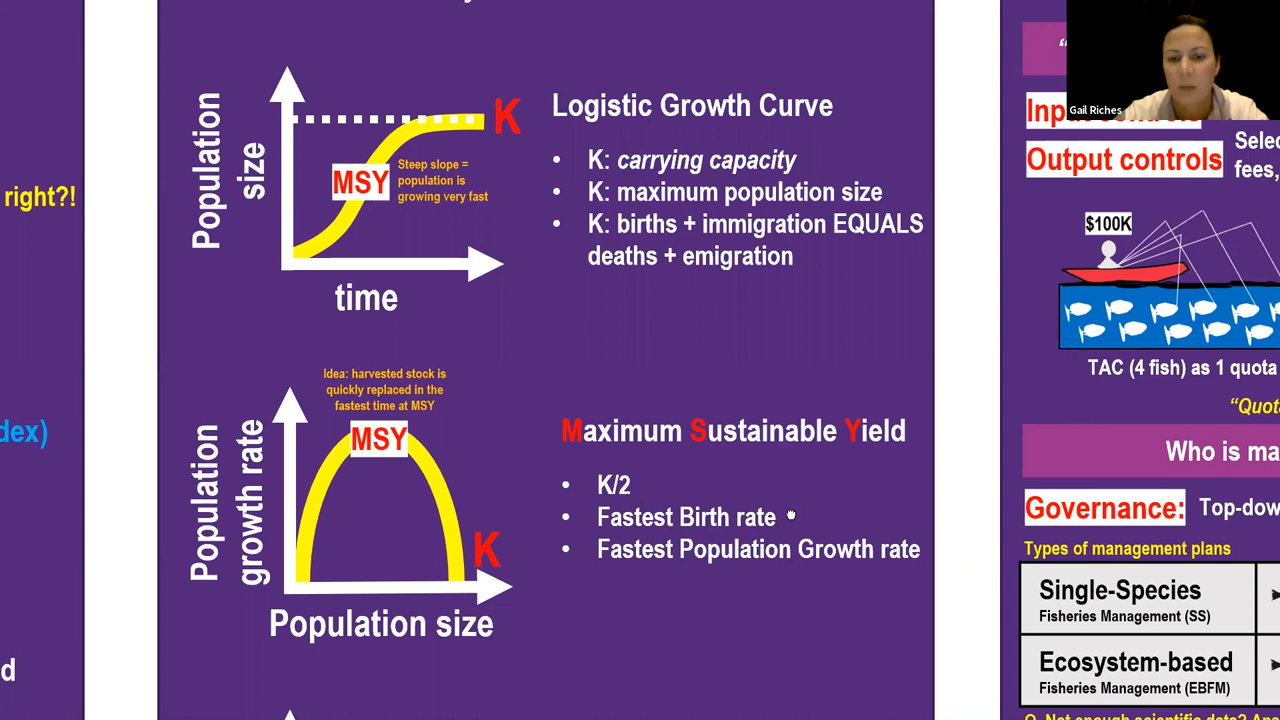 right?!
dex)
d
Population
size
K
MSY
Steep slope =
population is
growing very fast
time
Logistic Growth Curve
• K: carrying capacity
• K: maximum population size
• K: births + immigration EQUALS
deaths + emigration
Idea: harvested stock is
quickly replaced in the
fastest time at MSY
MSY
Population
growth rate
K
Population size
Maximum Sustainable Yield
• K/2
• Fastest Birth rate
• Fastest Population Growth rate
Gail Riches
Output controls
fees,
$100K
TAC (4 fish) as 1 quota
Who is ma
Governance: Top-dow
Types of management plans
Single-Species
Fisheries Management (SS)
Ecosystem-based
Fisheries Management (EBFM)